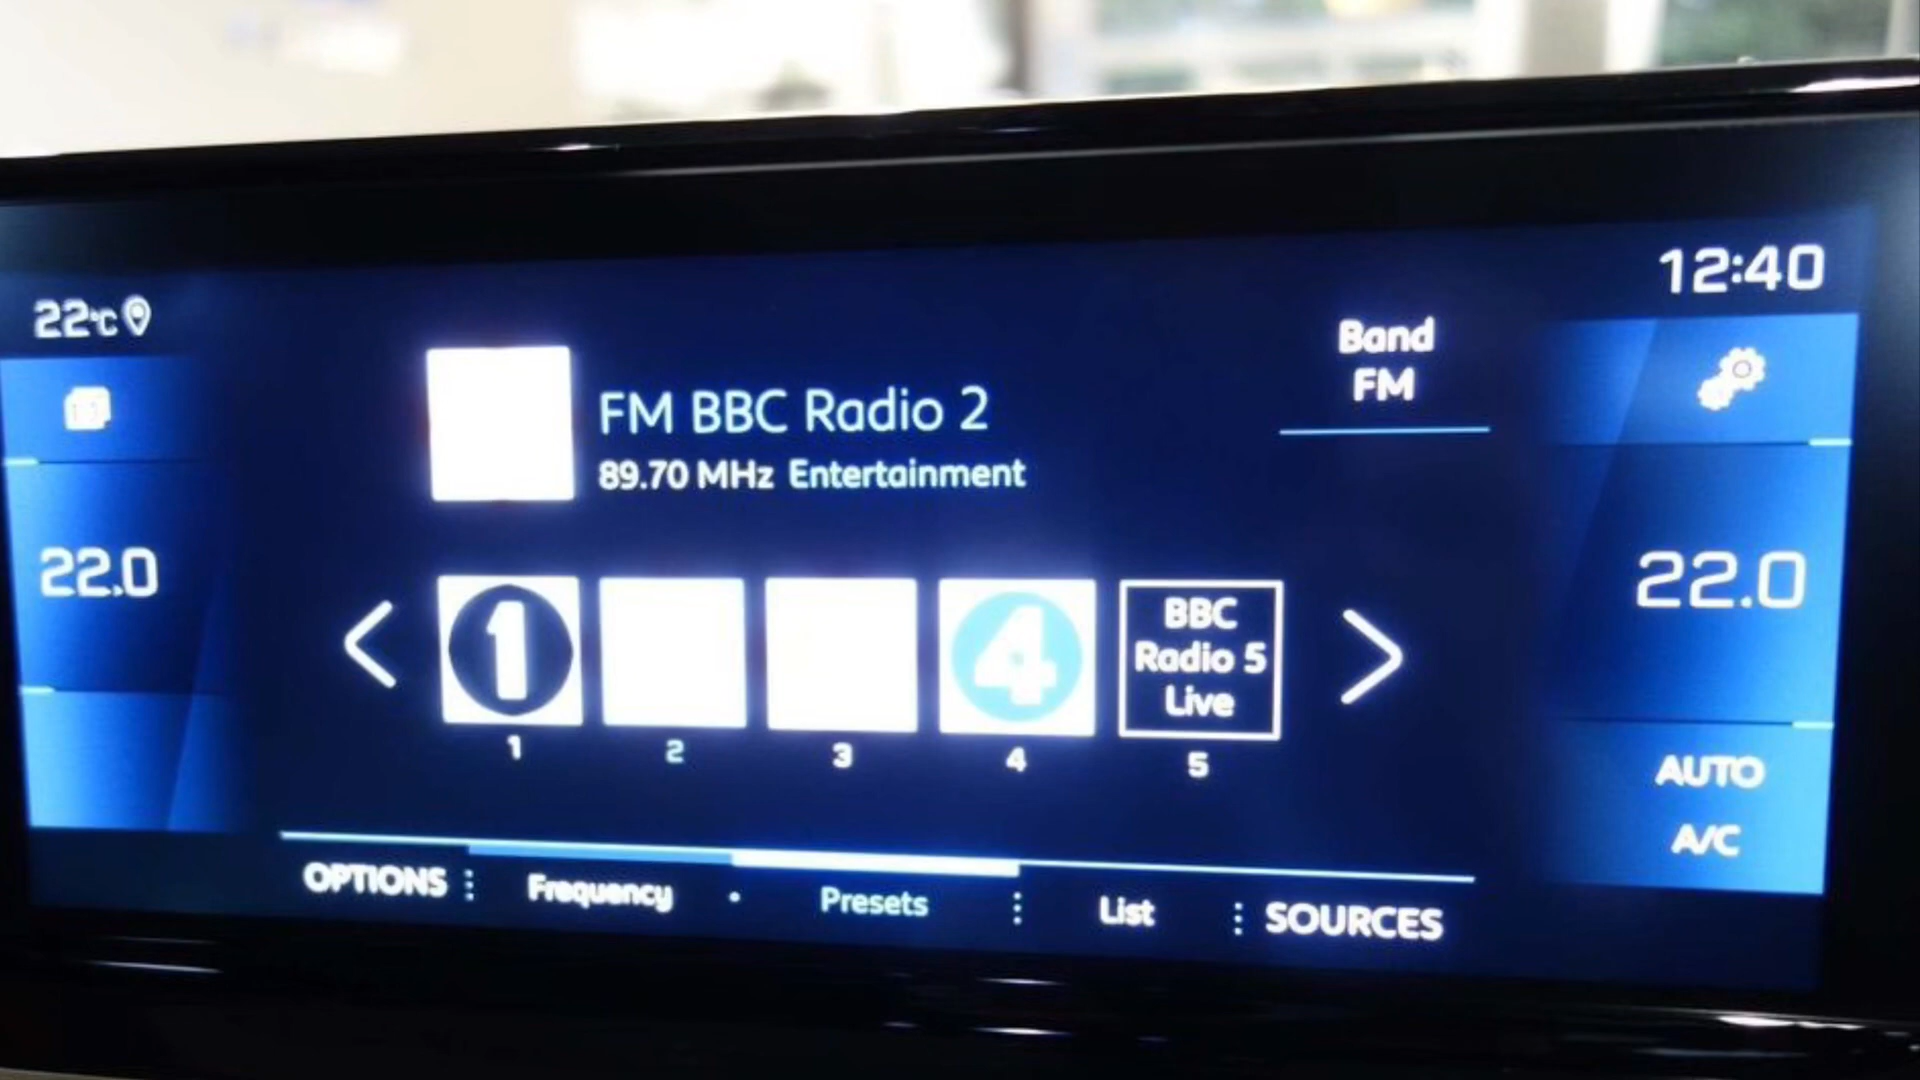 22°C
12:40
Band
FM
FM BBC Radio 2
89.70 MHz Entertainment
22.0
22.0
1
4
BBC
Radio 5
Live
1
2
3
4
5
AUTO
A/C
OPTIONS
Frequency
Presets
List
SOURCES